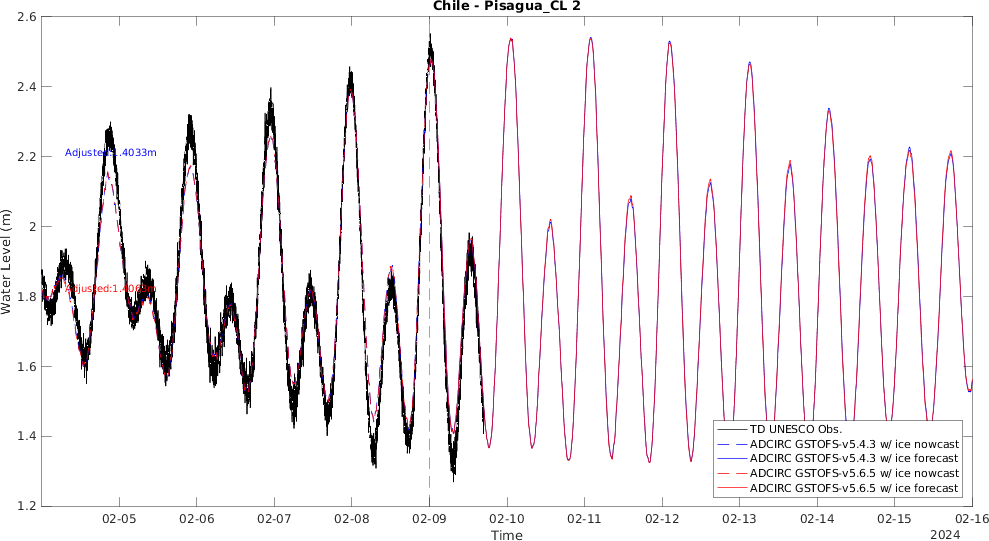 Chile - Pisagua_CL 2
Water Level (m)
2.6
2.4
2.2
2
1.8
1.6
1.4
1.2
Adjusted:1.4033m
02-05
02-06
02-07
02-08
02-09
02-10
02-11
02-12
02-13
02-14
02-15
02-16
Time
2024
TD UNESCO Obs.
ADCIRC GSTOFS-v5.4.3 w/ ice nowcast
ADCIRC GSTOFS-v5.4.3 w/ ice forecast
ADCIRC GSTOFS-v5.6.5 w/ ice nowcast
ADCIRC GSTOFS-v5.6.5 w/ ice forecast